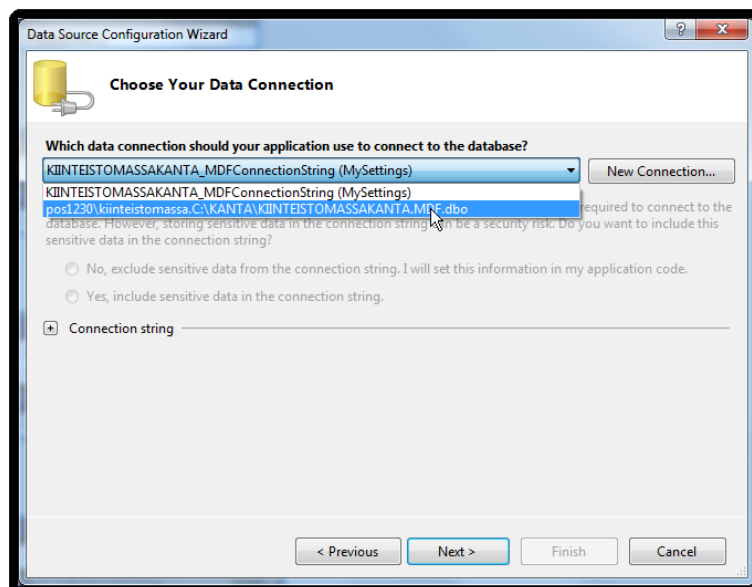 Data Source Configuration Wizard
Choose Your Data Connection
Which data connection should your application use to connect to the database?
KIINTEISTOMASSAKANTA_MDFConnectionString (MySettings)
New Connection...
KIINTEISTOMASSAKANTA_MDFConnectionString (MySettings)
pos1230\kiinteistomassa.C:\KANTA\KIINTEISTOMASSAKANTA.MDF.dbo
required to connect to the
database. However, storing sensitive data in the connection string can be a security risk. Do you want to include this
sensitive data in the connection string?
No, exclude sensitive data from the connection string. I will set this information in my application code.
Yes, include sensitive data in the connection string.
Connection string
< Previous
Next >
Finish
Cancel